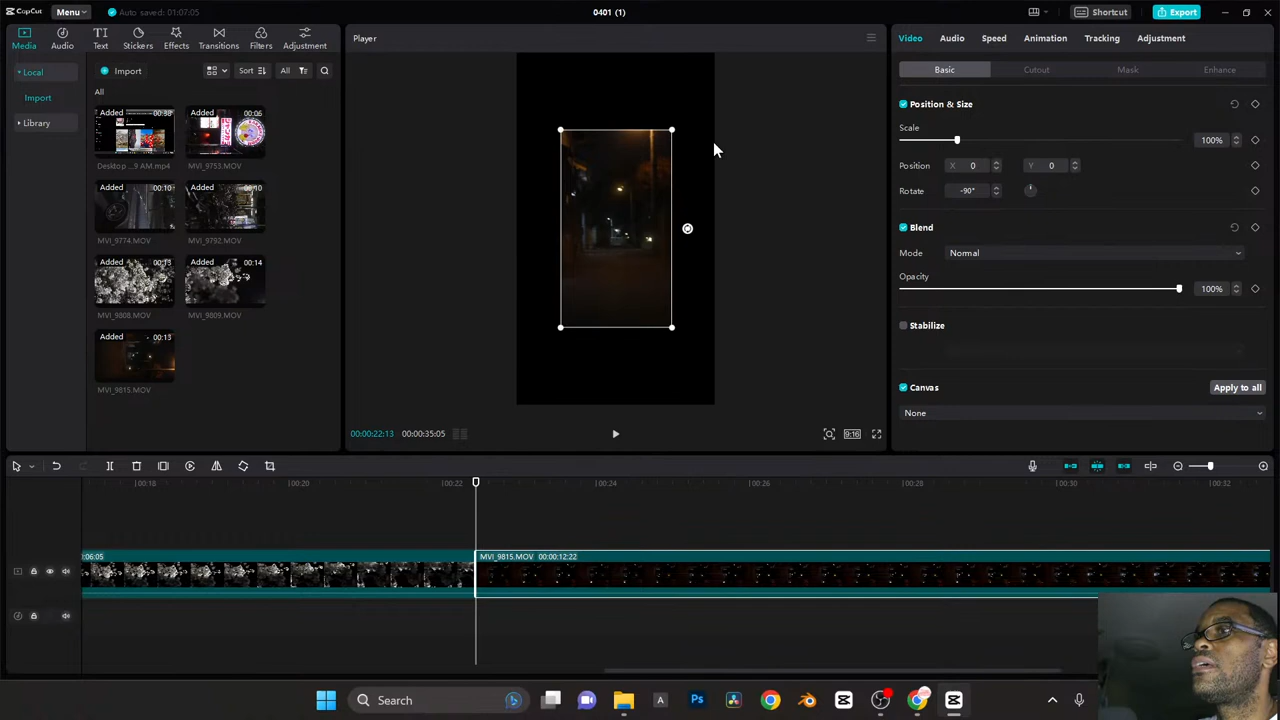 CapCut
Menu
Auto saved: 01:07:05
0401 (1)
Shortcut
Export
Media
Audio
Text
Stickers
Effects
Transitions
Filters
Adjustment
Local
Import
Library
Import
Sort
All
All
Added 00:38
Desktop ...9 AM.mp4
Added 00:06
MVI_9753.MOV
Added 00:10
MVI_9774.MOV
Added 00:10
MVI_9792.MOV
Added 00:13
MVI_9808.MOV
Added 00:14
MVI_9809.MOV
Added 00:13
MVI_9815.MOV
Player
00:00:22:13
00:00:35:05
9:16
Video
Audio
Speed
Animation
Tracking
Adjustment
Basic
Cutout
Mask
Enhance
Position & Size
Scale
100%
Position X 0 Y 0
Rotate -90°
Blend
Mode Normal
Opacity
100%
Stabilize
Canvas
Apply to all
None
00:18
00:20
00:22
00:24
00:26
00:28
00:30
00:32
:06:05
MVI_9815.MOV 00:00:12:22
Search
A
Ps